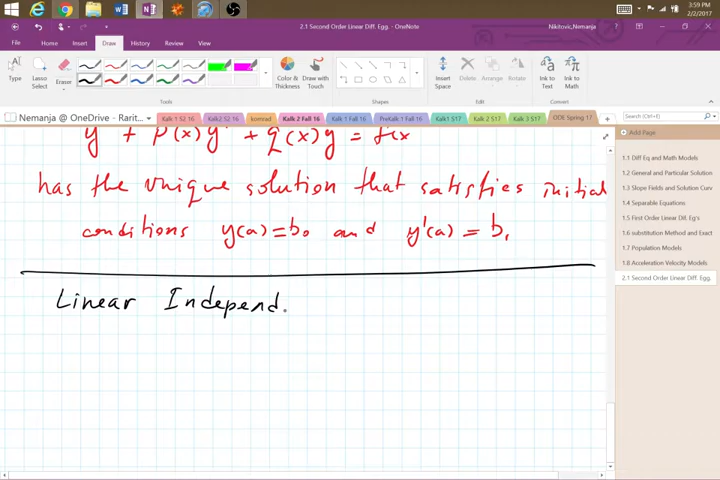 3:59 PM
2/2/2017
2.1 Second Order Linear Diff. Egg. - OneNote
Nikitovic, Nemanja
File Home Insert Draw History Review View
Type
Lasso Select
Eraser
Color & Thickness
Draw with Touch
Insert Space
Delete
Arrange
Rotate
Ink to Text
Ink to Math
Tools
Shapes
Edit
Convert
Nemanja @ OneDrive - Rarit...
Kalk 1 S2 16
Kalk2 S2 16
komrad
Kalk 2 Fall 16
Kalk 1 Fall 16
PreKalk 1 Fall 16
Kalk1 S17
Kalk 2 S17
Kalk 3 S17
ODE Spring 17
Search (Ctrl+E)
Add Page
1.1 Diff Eq and Math Models
1.2 General and Particular Solution
1.3 Slope Fields and Solution Curv
1.4 Separable Equations
1.5 First Order Linear Dif. Eg's
1.6 substitution Method and Exact
1.7 Population Models
1.8 Acceleration Velocity Models
2.1 Second Order Linear Diff. Egg.
has the unique solution that satisfies initial
conditions y(a)=b₀ and y'(a) = b₁
Linear Independ